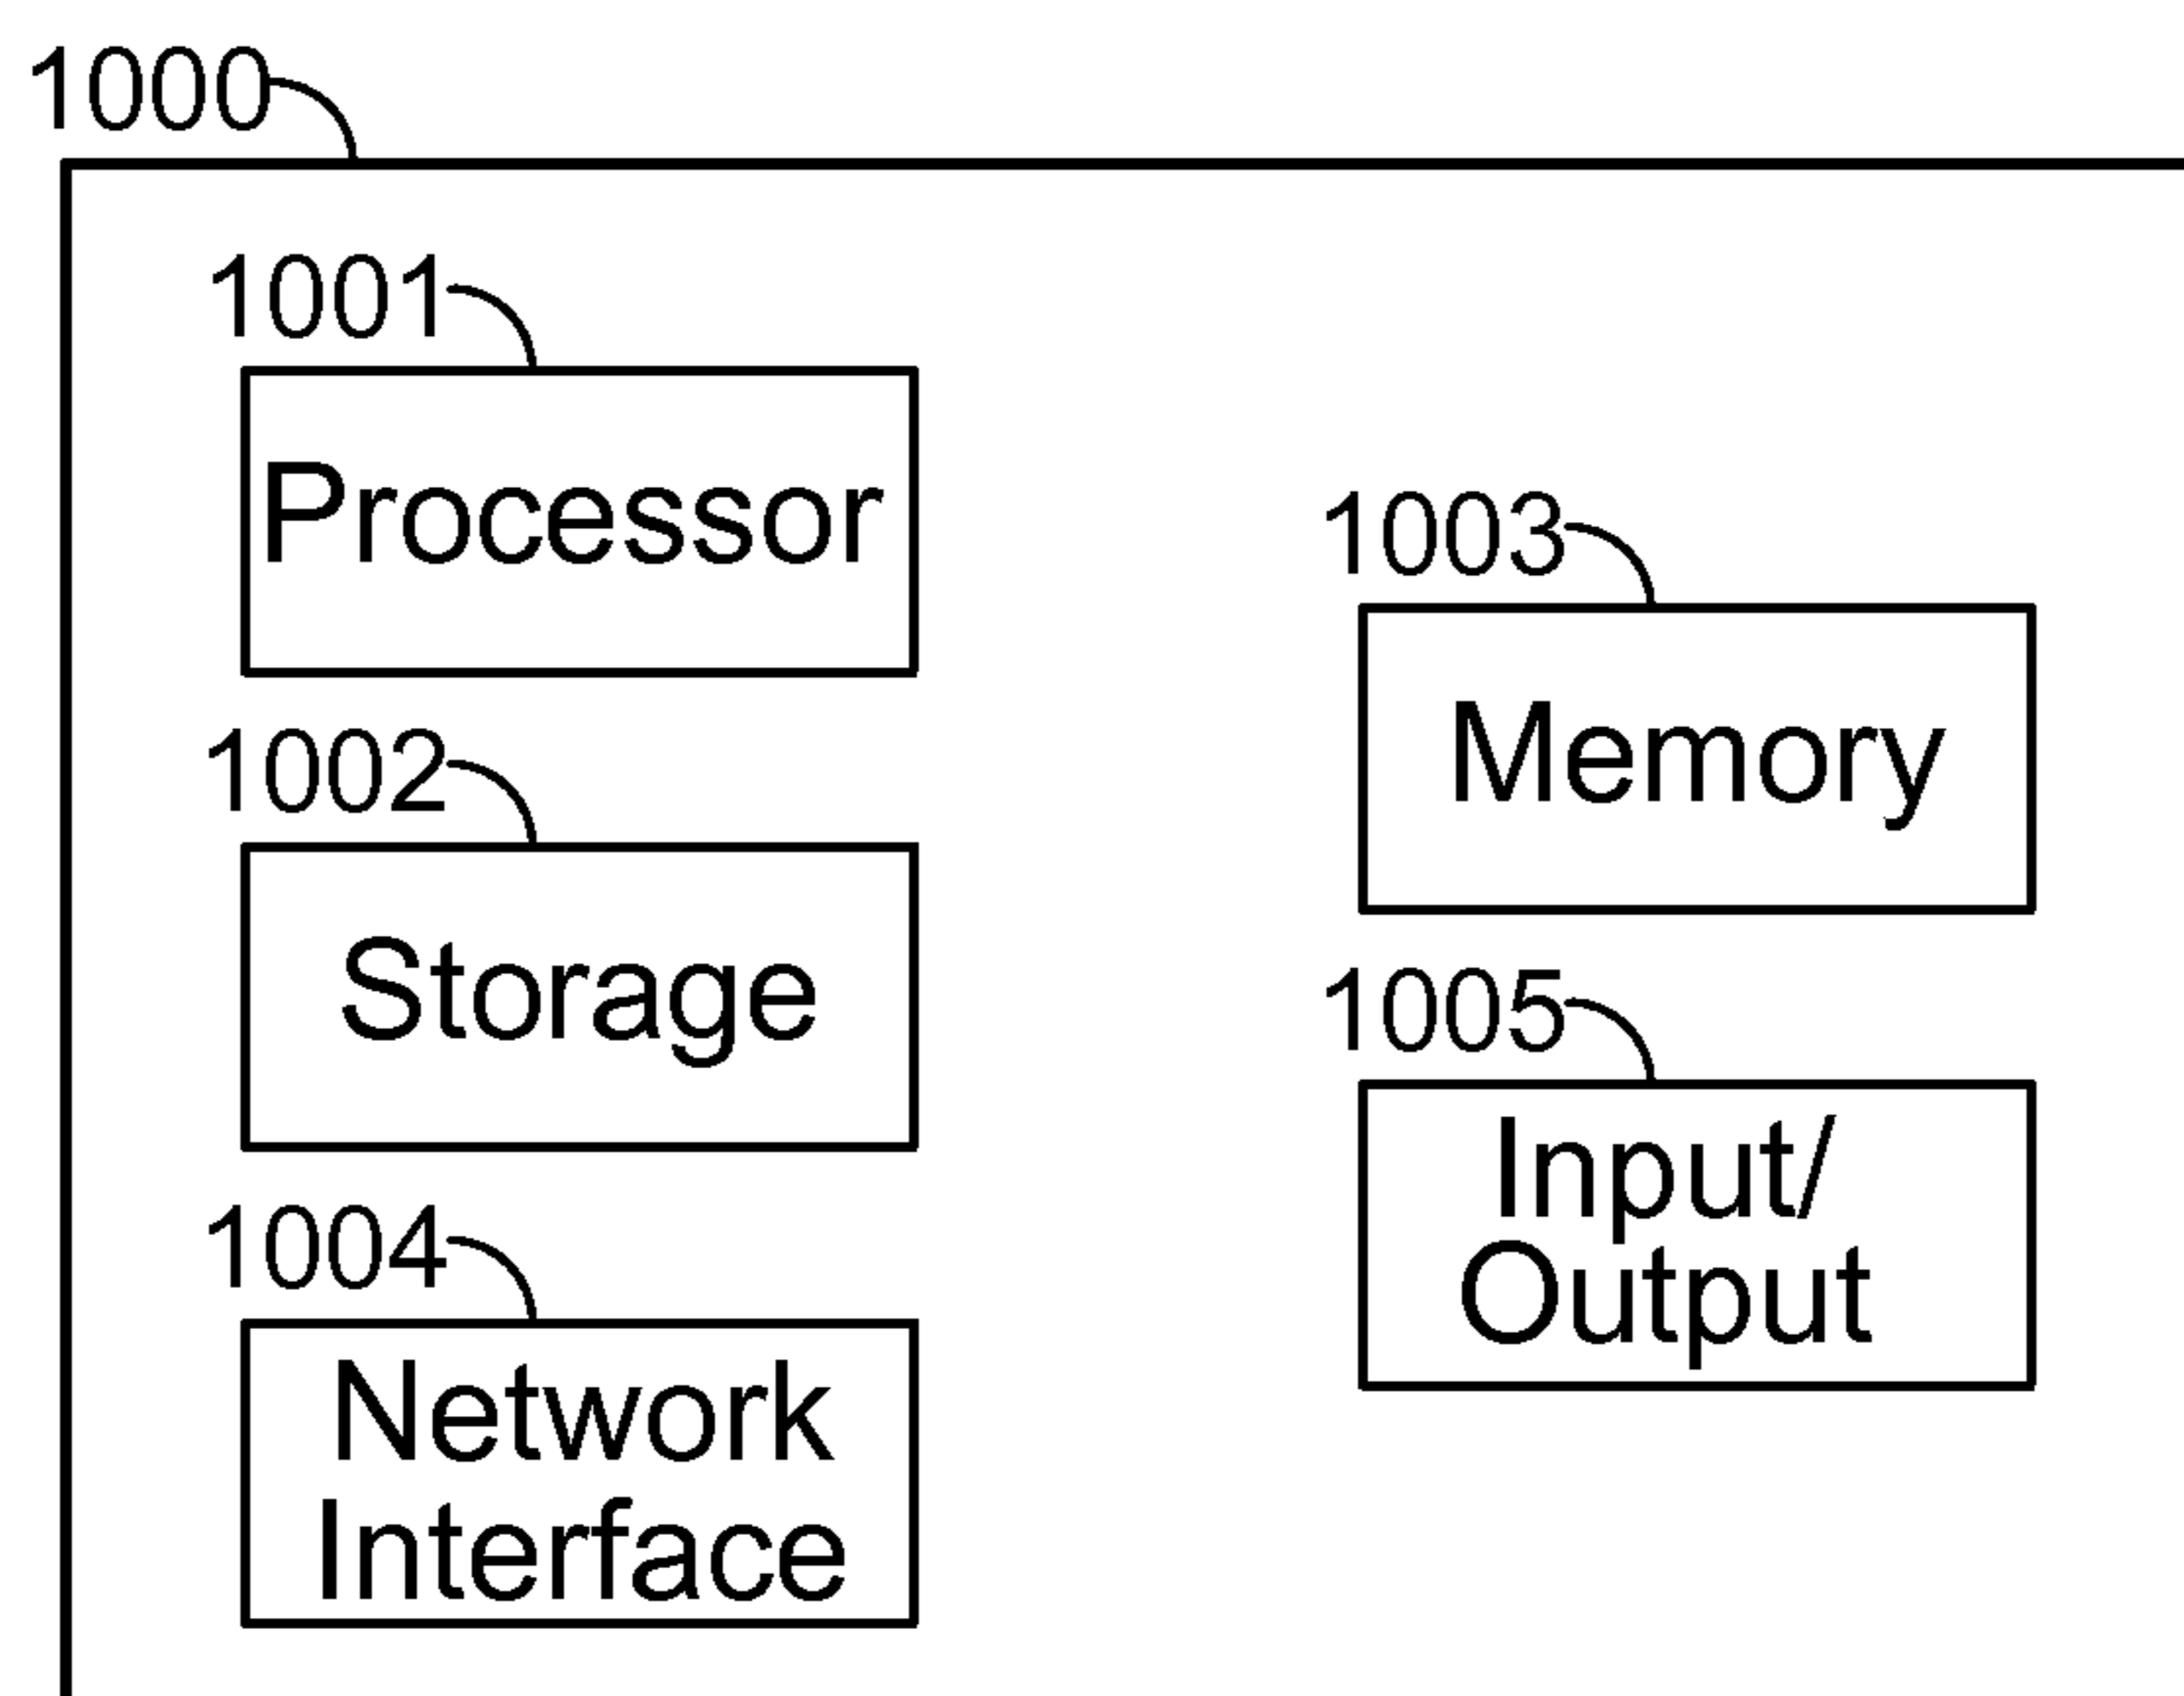 1000
1001
Processor
1002
Storage
1004
Network
Interface
1003
Memory
1005
Input/
Output